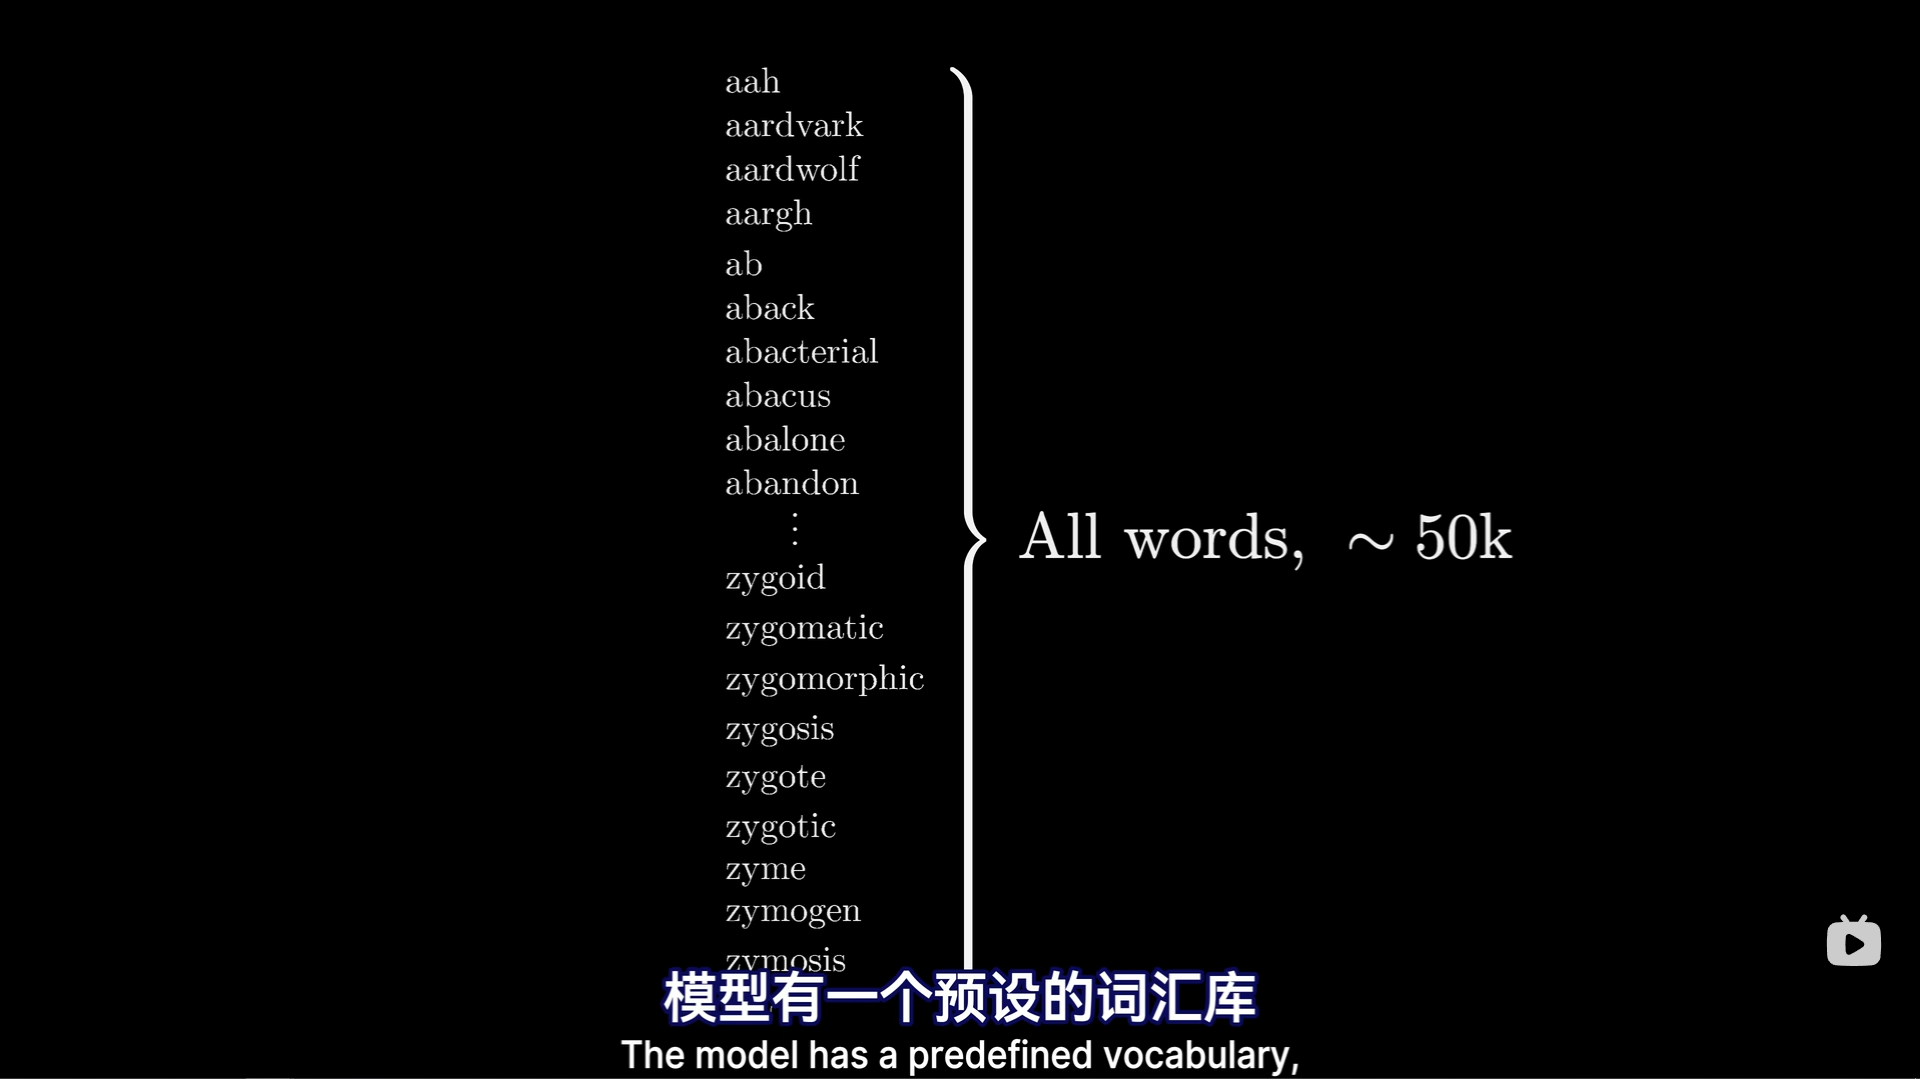 aah
aardvark
aardwolf
aargh
ab
aback
abacterial
abacus
abalone
abandon
⋮
zygoid
zygomatic
zygomorphic
zygosis
zygote
zygotic
zyme
zymogen
zymosis
All words, ~ 50k
模型有一个预设的词汇库
The model has a predefined vocabulary,